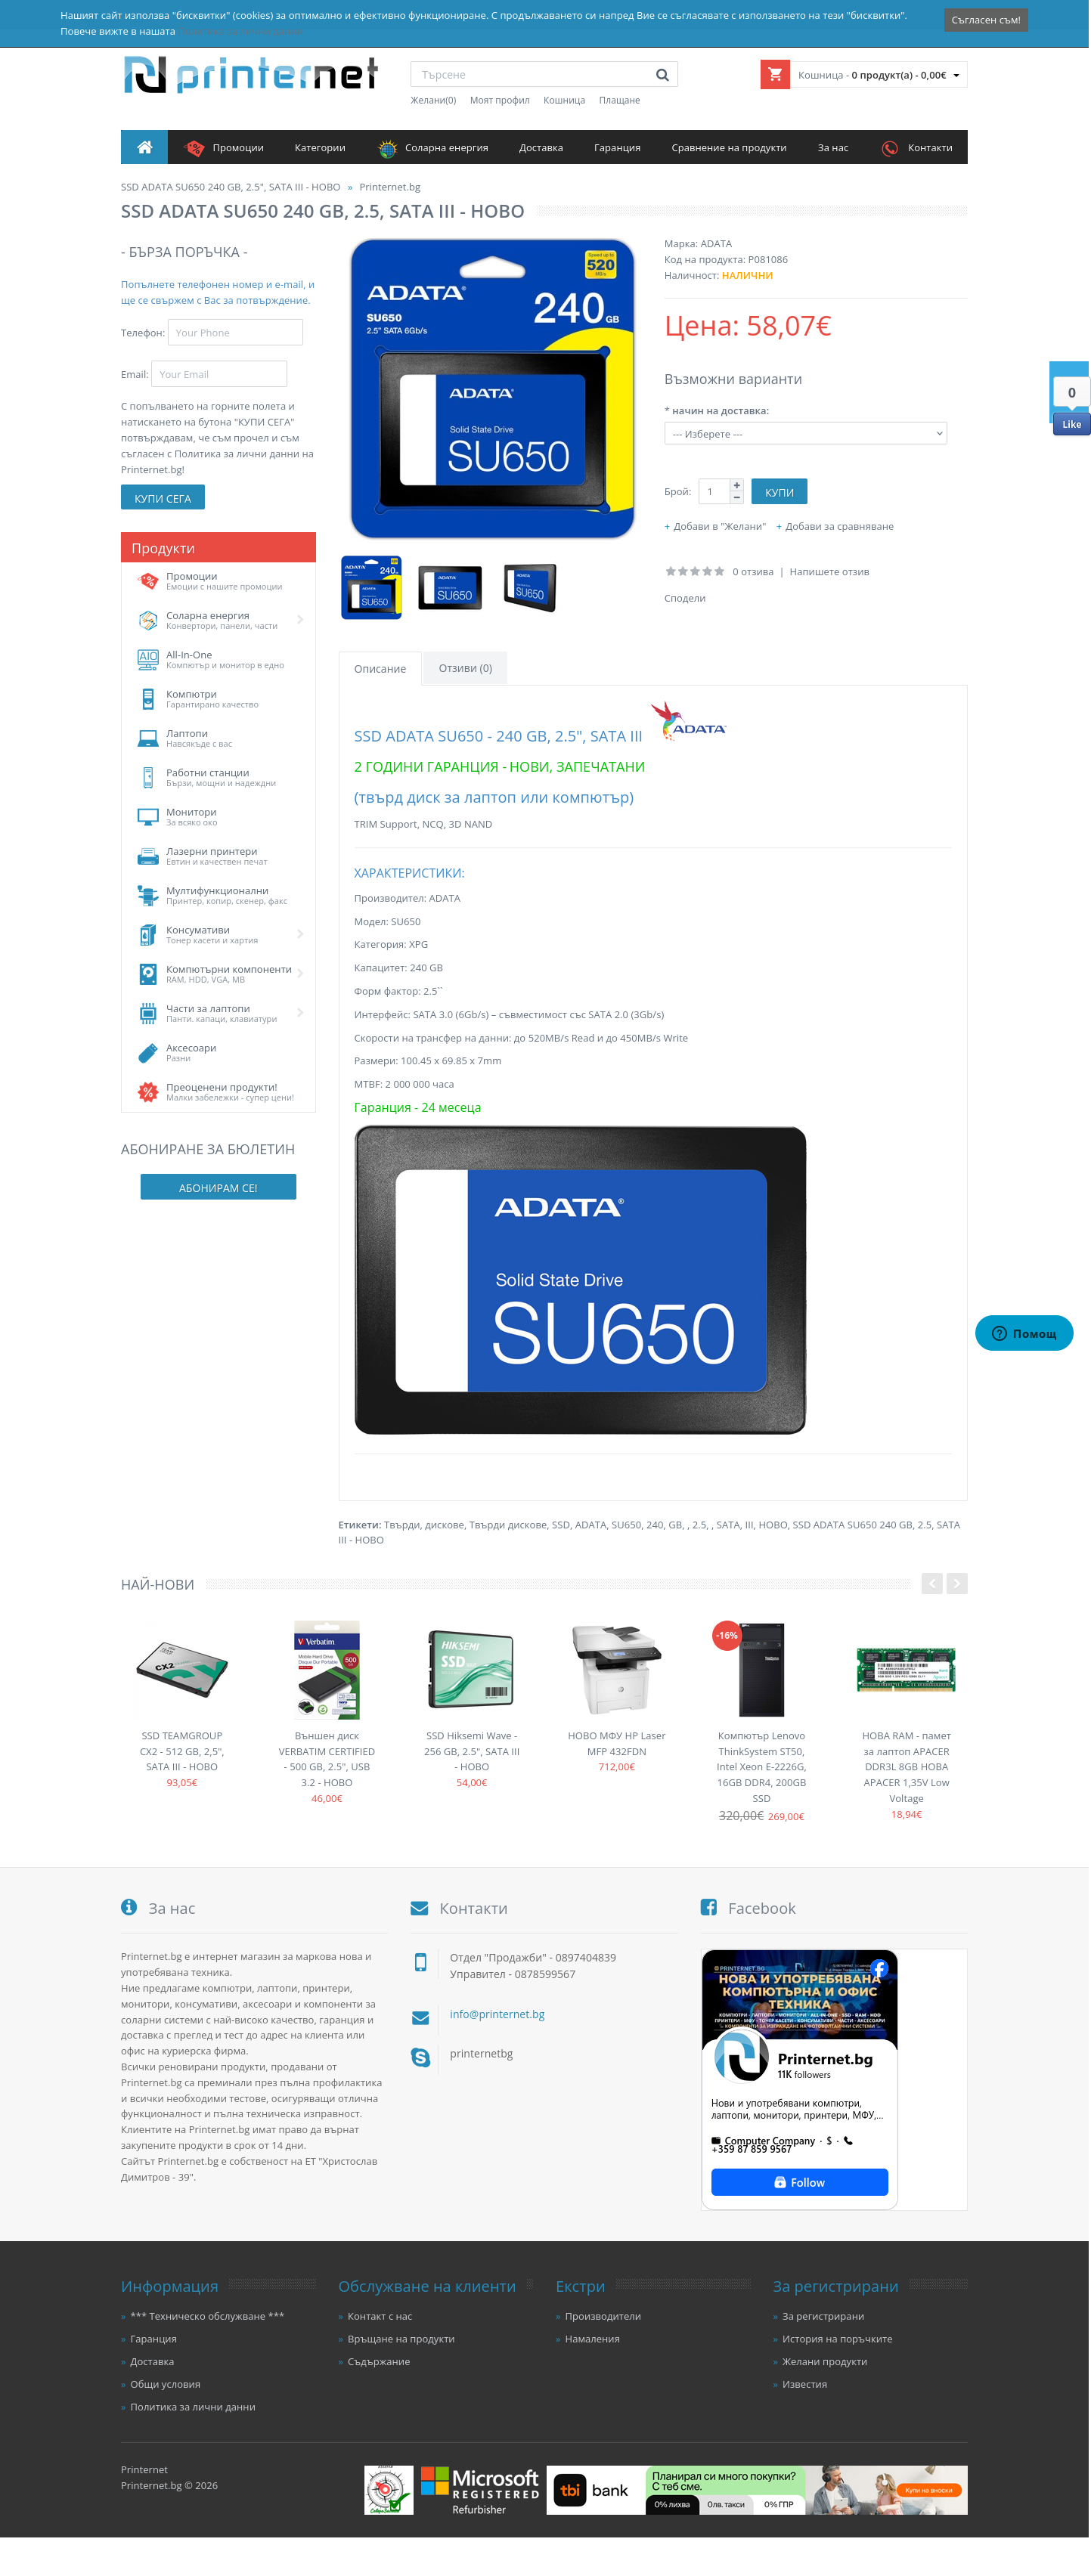 Нашият сайт използва "бисквитки" (cookies) за оптимално и ефективно функциониране. С продължаването си напред Вие се съгласявате с използването на тези "бисквитки".
Повече вижте в нашата
Съгласен съм!
printernet
Търсене
Желани(0) Моят профил Кошница Плащане
Кошница - 0 продукт(а) - 0,00€
Промоции Категории Соларна енергия Доставка Гаранция Сравнение на продукти За нас Контакти
SSD ADATA SU650 240 GB, 2.5", SATA III - НОВО » Printernet.bg
SSD ADATA SU650 240 GB, 2.5, SATA III - НОВО
- БЪРЗА ПОРЪЧКА -
Попълнете телефонен номер и e-mail, и
ще се свържем с Вас за потвърждение.
Телефон: Your Phone
Email: Your Email
С попълването на горните полета и
натискането на бутона "КУПИ СЕГА"
потвърждавам, че съм прочел и съм
съгласен с Политика за лични данни на
Printernet.bg!
КУПИ СЕГА
Speed up to
520
MB/s
ADATA
SU650
2.5" SATA 6Gb/s
240GB
ADATA
Solid State Drive
SU650
Марка: ADATA
Код на продукта: P081086
Наличност: НАЛИЧНИ
Цена: 58,07€
Възможни варианти
* начин на доставка:
--- Изберете ---
Брой: 1 + − КУПИ
+ Добави в "Желани" + Добави за сравняване
0 отзива | Напишете отзив
Сподели
0
Like
Продукти
Промоции
Емоции с нашите промоции
Соларна енергия
Конвертори, панели, части
All-In-One
Компютър и монитор в едно
Компютри
Гарантирано качество
Лаптопи
Навсякъде с вас
Работни станции
Бързи, мощни и надеждни
Монитори
За всяко око
Лазерни принтери
Евтин и качествен печат
Мултифункционални
Принтер, копир, скенер, факс
Консумативи
Тонер касети и хартия
Компютърни компоненти
RAM, HDD, VGA, MB
Части за лаптопи
Панти. капаци, клавиатури
Аксесоари
Разни
Преоценени продукти!
Малки забележки - супер цени!
АБОНИРАНЕ ЗА БЮЛЕТИН
АБОНИРАМ СЕ!
Описание Отзиви (0)
SSD ADATA SU650 - 240 GB, 2.5", SATA III ADATA
2 ГОДИНИ ГАРАНЦИЯ - НОВИ, ЗАПЕЧАТАНИ
(твърд диск за лаптоп или компютър)
TRIM Support, NCQ, 3D NAND
ХАРАКТЕРИСТИКИ:
Производител: ADATA
Модел: SU650
Категория: XPG
Капацитет: 240 GB
Форм фактор: 2.5``
Интерфейс: SATA 3.0 (6Gb/s) – съвместимост със SATA 2.0 (3Gb/s)
Скорости на трансфер на данни: до 520MB/s Read и до 450MB/s Write
Размери: 100.45 x 69.85 x 7mm
MTBF: 2 000 000 часа
Гаранция - 24 месеца
ADATA
Solid State Drive
SU650
Помощ
Етикети: Твърди, дискове, Твърди дискове, SSD, ADATA, SU650, 240, GB, , 2.5, , SATA, III, НОВО, SSD ADATA SU650 240 GB, 2.5, SATA
III - НОВО
НАЙ-НОВИ
SSD TEAMGROUP
CX2 - 512 GB, 2,5",
SATA III - НОВО
93,05€
Външен диск
VERBATIM CERTIFIED
- 500 GB, 2.5", USB
3.2 - НОВО
46,00€
SSD Hiksemi Wave -
256 GB, 2.5", SATA III
- НОВО
54,00€
НОВО МФУ HP Laser
MFP 432FDN
712,00€
-16%
Компютър Lenovo
ThinkSystem ST50,
Intel Xeon E-2226G,
16GB DDR4, 200GB
SSD
320,00€ 269,00€
НОВА RAM - памет
за лаптоп APACER
DDR3L 8GB НОВА
APACER 1,35V Low
Voltage
18,94€
За нас
Printernet.bg е интернет магазин за маркова нова и
употребявана техника.
Ние предлагаме компютри, лаптопи, принтери,
монитори, консумативи, аксесоари и компоненти за
соларни системи с най-високо качество, гаранция и
доставка с преглед и тест до адрес на клиента или
офис на куриерска фирма.
Всички реновирани продукти, продавани от
Printernet.bg са преминали през пълна профилактика
и всички необходими тестове, осигуряващи отлична
функционалност и пълна техническа изправност.
Клиентите на Printernet.bg имат право да върнат
закупените продукти в срок от 14 дни.
Сайтът Printernet.bg е собственост на ЕТ "Христослав
Димитров - 39".
Контакти
Отдел "Продажби" - 0897404839
Управител - 0878599567
info@printernet.bg
printernetbg
Facebook
PRINTERNET.BG
НОВА И УПОТРЕБЯВАНА
КОМПЮТЪРНА И ОФИС
ТЕХНИКА
Printernet.bg
11K followers
Нови и употребявани компютри,
лаптопи, монитори, принтери, МФУ,...
Computer Company · $ ·
+359 87 859 9567
Follow
Информация
» *** Техническо обслужване ***
» Гаранция
» Доставка
» Общи условия
» Политика за лични данни
Обслужване на клиенти
» Контакт с нас
» Връщане на продукти
» Съдържание
Екстри
» Производители
» Намаления
За регистрирани
» За регистрирани
» История на поръчките
» Желани продукти
» Известия
Printernet
Printernet.bg © 2026
Microsoft
REGISTERED
Refurbisher
tbi bank
Планирал си много покупки?
С теб сме.
0% лихва 0лв. такси 0% ГПР
Купи на вноски